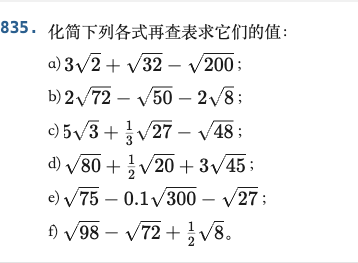 835. 化简下列各式再查表求它们的值:
a) 3√2 + √32 − √200 ;
b) 2√72 − √50 − 2√8 ;
c) 5√3 + 1/3 √27 − √48 ;
d) √80 + 1/2 √20 + 3√45 ;
e) √75 − 0.1√300 − √27 ;
f) √98 − √72 + 1/2 √8。